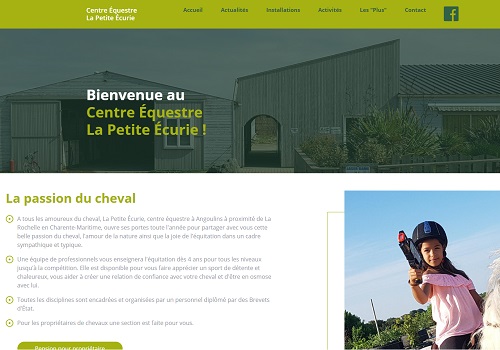 Centre Équestre
La Petite Écurie
Accueil Actualités Installations Activités Les "Plus" Contact
Bienvenue au
Centre Équestre
La Petite Écurie !
La passion du cheval
A tous les amoureux du cheval, La Petite Écurie, centre équestre à Angoulins à proximité de La
Rochelle en Charente Maritime, ouvre ses portes toute l'année pour partager avec vous cette
belle passion du cheval, l'amour de la nature ainsi que la joie de l'équitation dans un cadre
sympathique et typique.
Une équipe de professionnels vous enseignera l'équitation dès 4 ans pour tous les niveaux
jusqu'à la compétition. Elle est disponible pour vous faire apprécier un sport de détente et
chaleureux, vous aider à créer une relation de confiance avec votre cheval et d'être en osmose
avec lui.
Toutes les disciplines sont encadrées et organisées par un personnel diplomé par des Brevets
d'État.
Pour les propriétaires de chevaux une section est faite pour vous.
Pension pour propriétaire